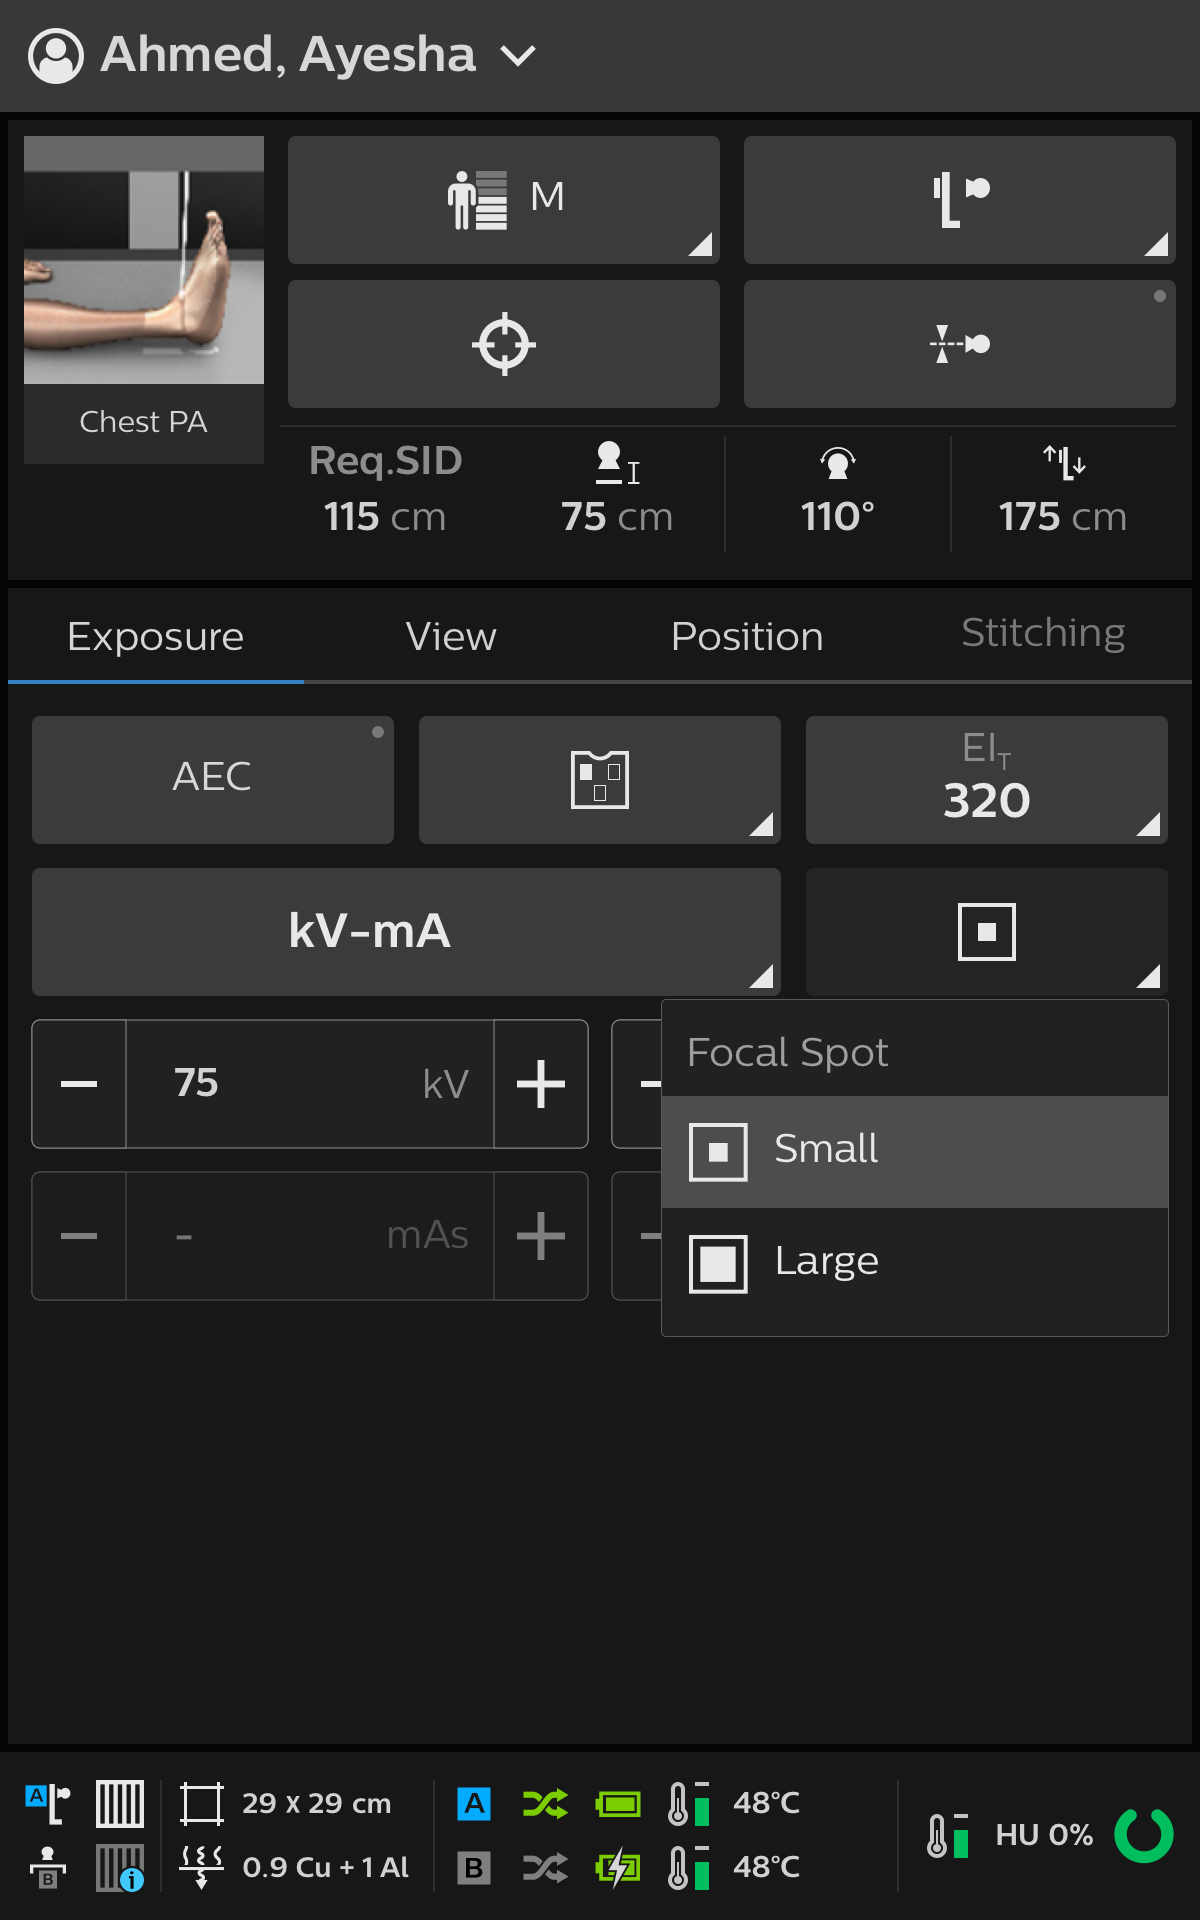 Ahmed, Ayesha
M
Chest PA
Req.SID
115 cm
75 cm
110°
175 cm
Exposure
View
Position
Stitching
AEC
EI T
320
kV-mA
75 kV
- mAs
Focal Spot
Small
Large
A
29 x 29 cm
A
48°C
B
0.9 Cu + 1 Al
B
48°C
HU 0%